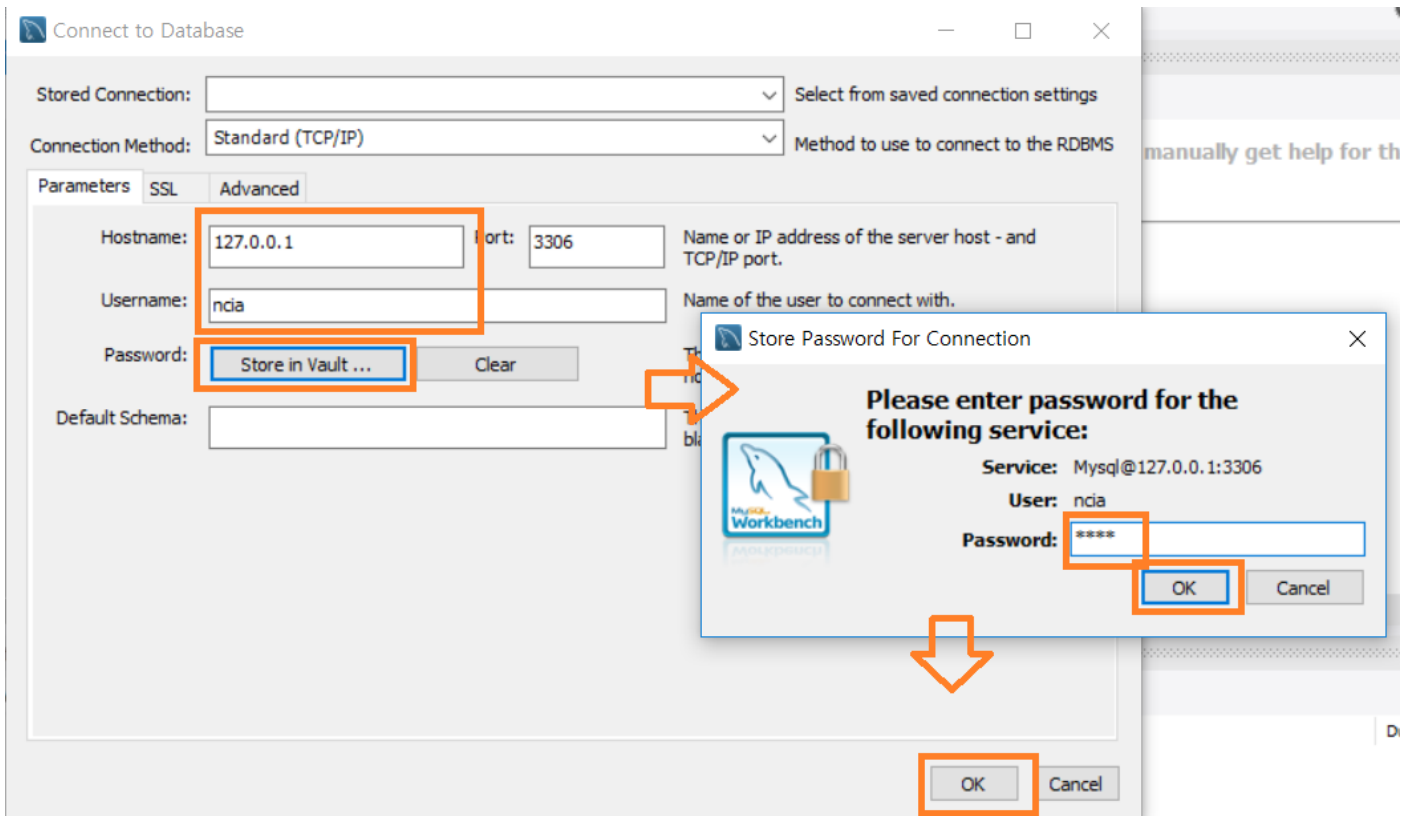 Connect to Database
Stored Connection:
Select from saved connection settings
Connection Method:
Standard (TCP/IP)
Method to use to connect to the RDBMS
manually get help for th
Parameters SSL Advanced
Hostname:
127.0.0.1
Port:
3306
Name or IP address of the server host - and
TCP/IP port.
Username:
ncia
Name of the user to connect with.
Password:
Store in Vault ...
Clear
Default Schema:
Store Password For Connection
Please enter password for the
following service:
Service: Mysql@127.0.0.1:3306
User: ncia
Password: ****
MySQL
Workbench
OK
Cancel
OK
Cancel